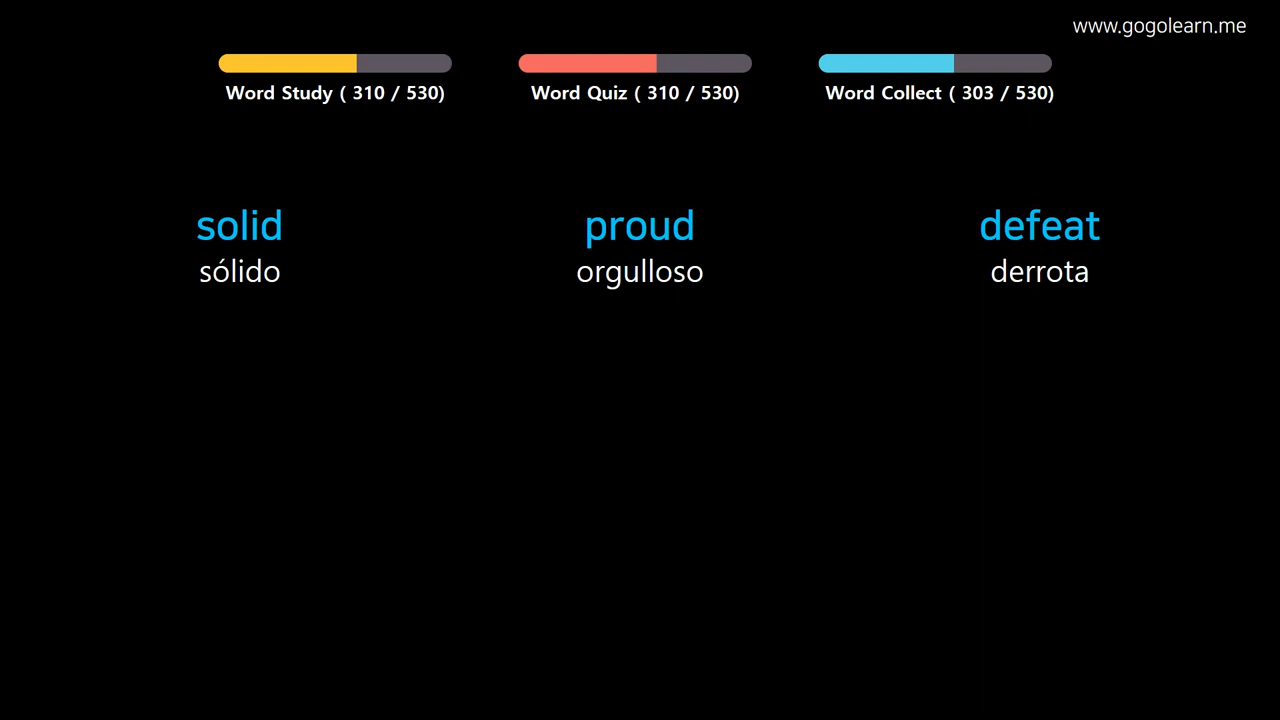 www.gogolearn.me
Word Study ( 310 / 530)
Word Quiz ( 310 / 530)
Word Collect ( 303 / 530)
solid
sólido
proud
orgulloso
defeat
derrota